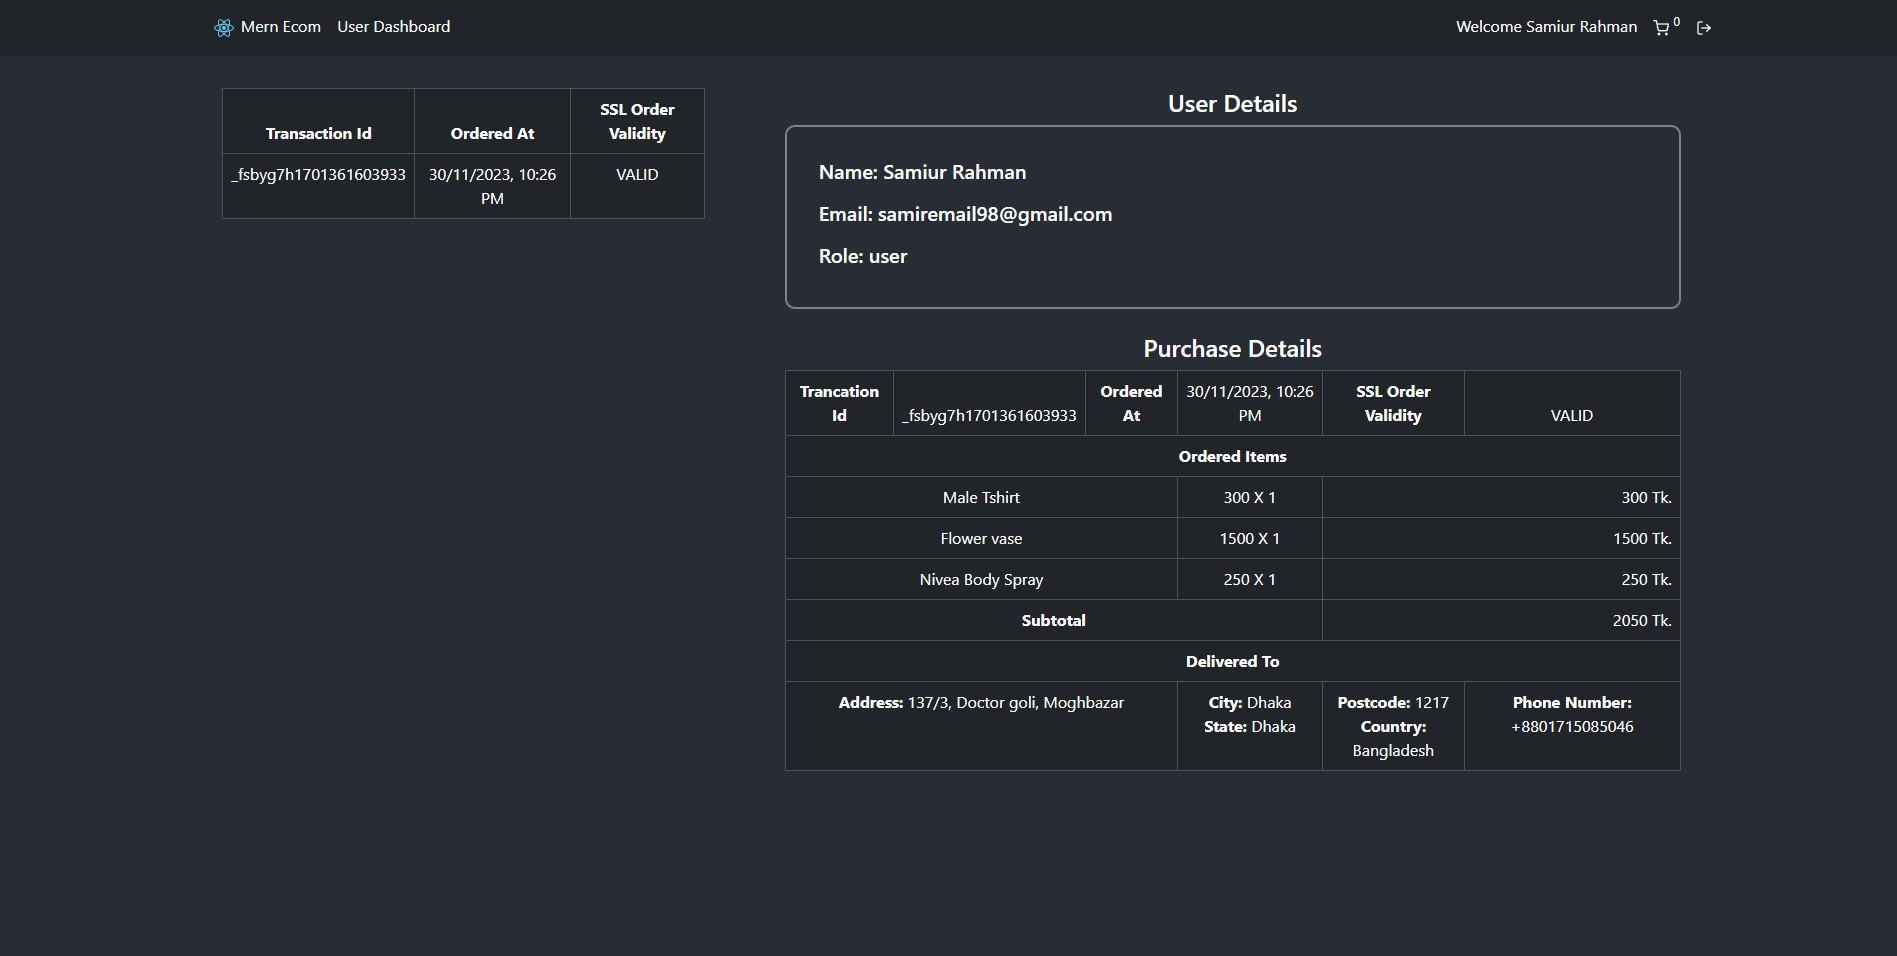 Mern Ecom User Dashboard Welcome Samiur Rahman 0
Transaction Id Ordered At SSL Order Validity
_fsbyg7h1701361603933 30/11/2023, 10:26 PM VALID
User Details
Name: Samiur Rahman
Email: samiremail98@gmail.com
Role: user
Purchase Details
Trancation Id _fsbyg7h1701361603933 Ordered At 30/11/2023, 10:26 PM SSL Order Validity VALID
Ordered Items
Male Tshirt 300 X 1 300 Tk.
Flower vase 1500 X 1 1500 Tk.
Nivea Body Spray 250 X 1 250 Tk.
Subtotal 2050 Tk.
Delivered To
Address: 137/3, Doctor goli, Moghbazar
City: Dhaka
State: Dhaka
Postcode: 1217
Country:
Bangladesh
Phone Number:
+8801715085046